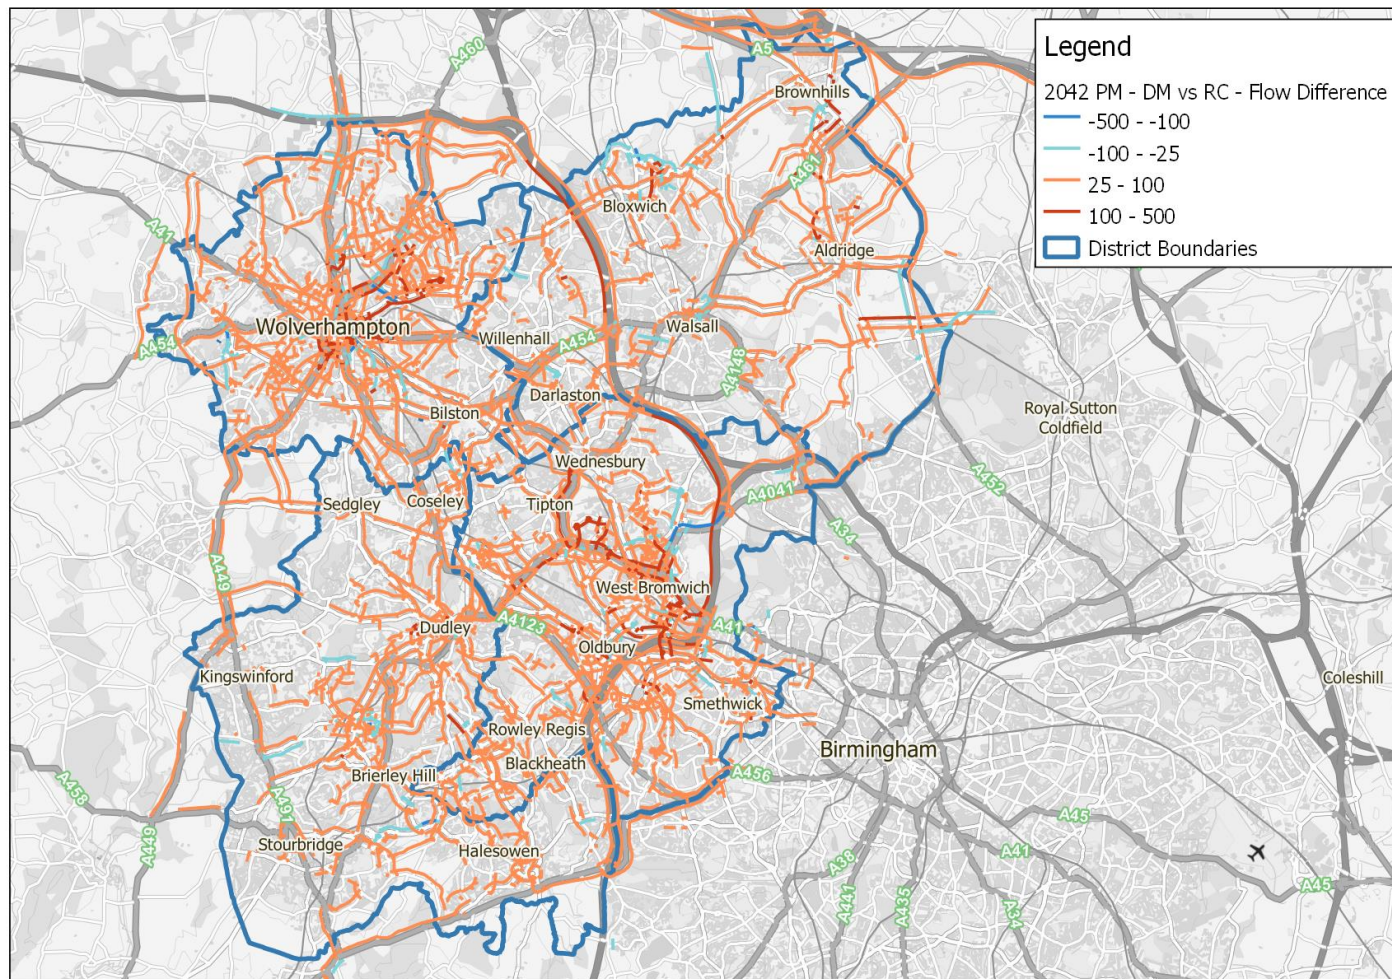 Legend
2042 PM - DM vs RC - Flow Difference
-500 - -100
-100 - -25
25 - 100
100 - 500
District Boundaries
A460
A5
Brownhills
A461
Bloxwich
A41
Aldridge
Wolverhampton
Willenhall
A454
Walsall
A454
A4148
Darlaston
Bilston
Royal Sutton
Coldfield
Wednesbury
A452
Sedgley
Coseley
Tipton
A4041
A34
A449
West Bromwich
Dudley
A4123
A41
Oldbury
Kingswinford
Coleshill
Smethwick
Rowley Regis
Birmingham
Blackheath
Brierley Hill
A456
A458
A491
A449
Stourbridge
Halesowen
A45
A38
A41
A441
A435
A34
A45